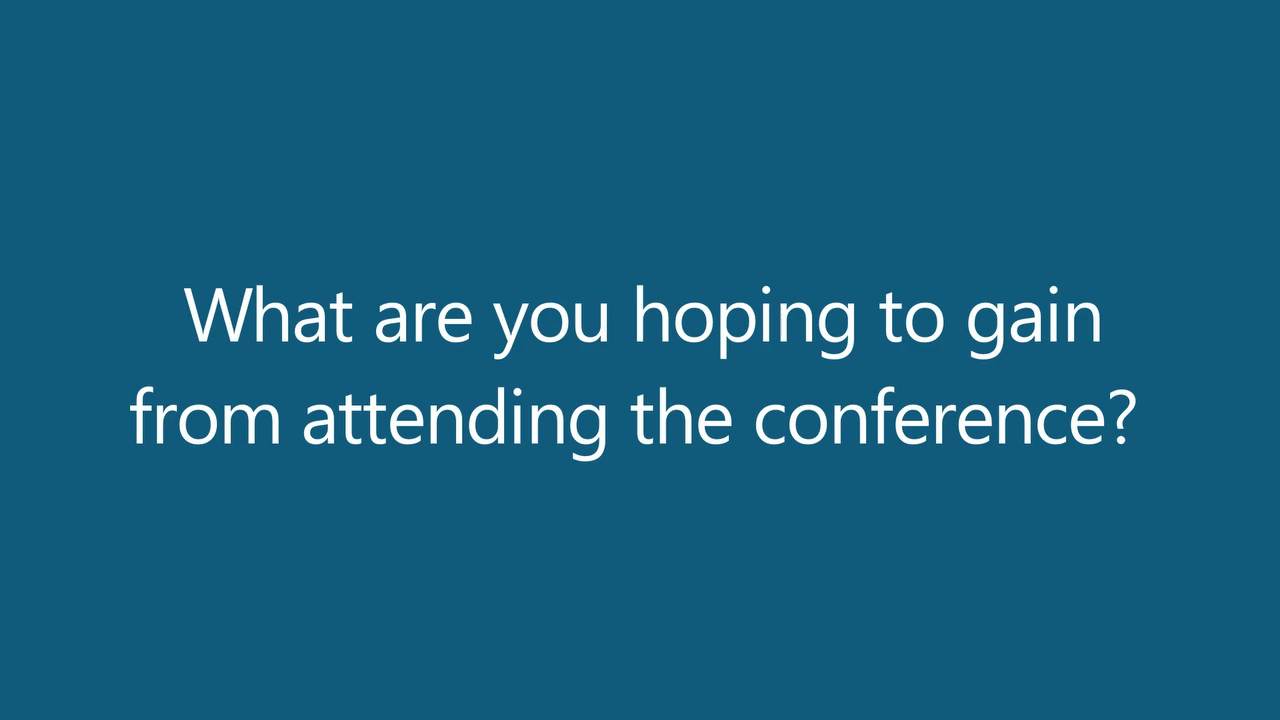 What are you hoping to gain
from attending the conference?